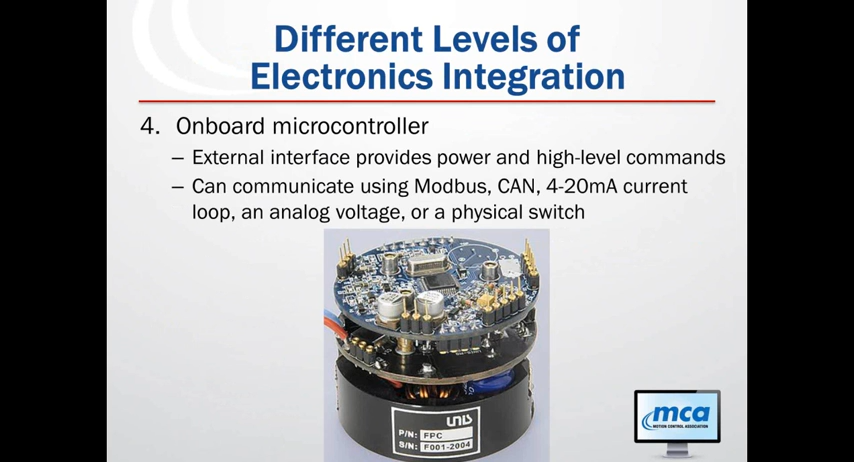 Different Levels of
Electronics Integration
4. Onboard microcontroller
– External interface provides power and high-level commands
– Can communicate using Modbus, CAN, 4-20mA current
loop, an analog voltage, or a physical switch
UNIS
P/N: FPC
S/N: F001-2004
mca
MOTION CONTROL ASSOCIATION